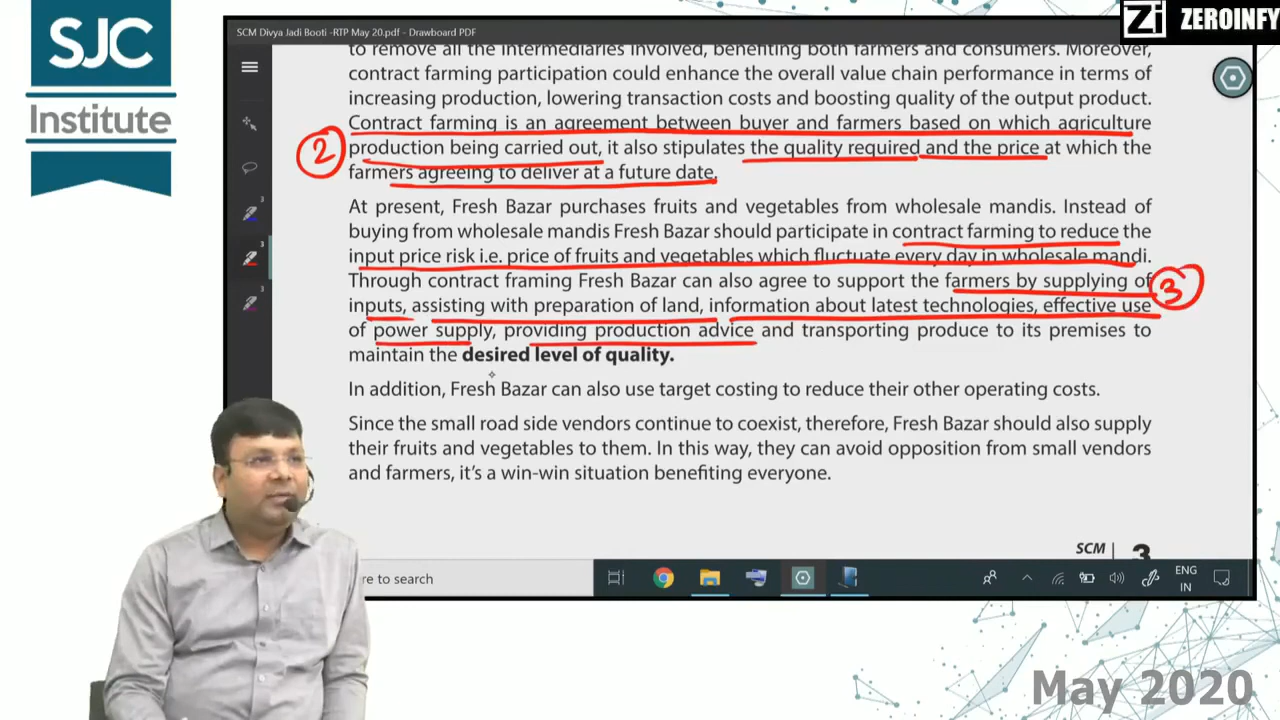 SJC
Institute
Zi ZEROINFY
SCM Divya Jadi Booti -RTP May 20.pdf - Drawboard PDF
to remove all the intermediaries involved, benefiting both farmers and consumers. Moreover,
contract farming participation could enhance the overall value chain performance in terms of
increasing production, lowering transaction costs and boosting quality of the output product.
Contract farming is an agreement between buyer and farmers based on which agriculture
2 production being carried out, it also stipulates the quality required and the price at which the
farmers agreeing to deliver at a future date.
At present, Fresh Bazar purchases fruits and vegetables from wholesale mandis. Instead of
buying from wholesale mandis Fresh Bazar should participate in contract farming to reduce the
input price risk i.e. price of fruits and vegetables which fluctuate every day in wholesale mandi.
Through contract framing Fresh Bazar can also agree to support the farmers by supplying of 3
inputs, assisting with preparation of land, information about latest technologies, effective use
of power supply, providing production advice and transporting produce to its premises to
maintain the desired level of quality.
In addition, Fresh Bazar can also use target costing to reduce their other operating costs.
Since the small road side vendors continue to coexist, therefore, Fresh Bazar should also supply
their fruits and vegetables to them. In this way, they can avoid opposition from small vendors
and farmers, it's a win-win situation benefiting everyone.
SCM | 3
re to search
ENG
IN
May 2020